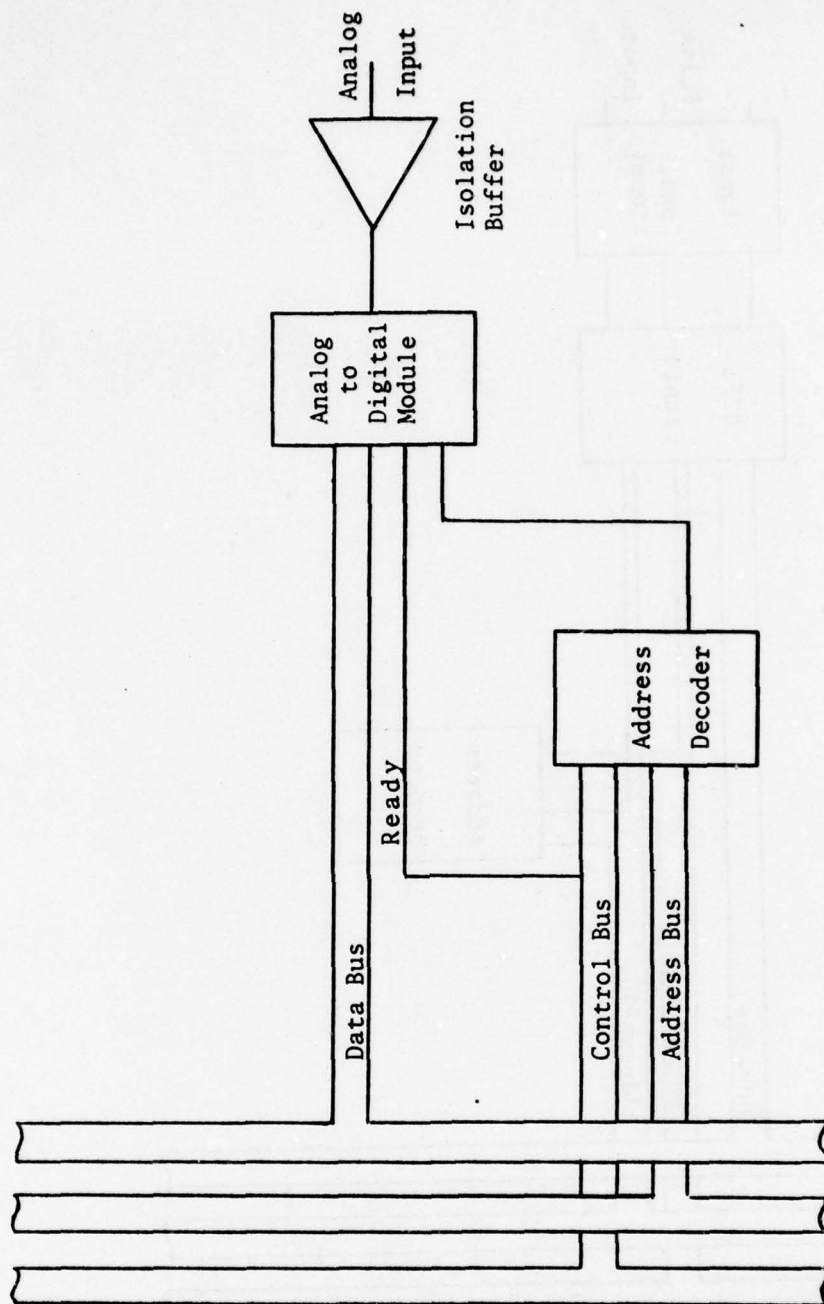 Analog
Input
Isolation
Buffer
Analog
to
Digital
Module
Ready
Data Bus
Address
Decoder
Control Bus
Address Bus